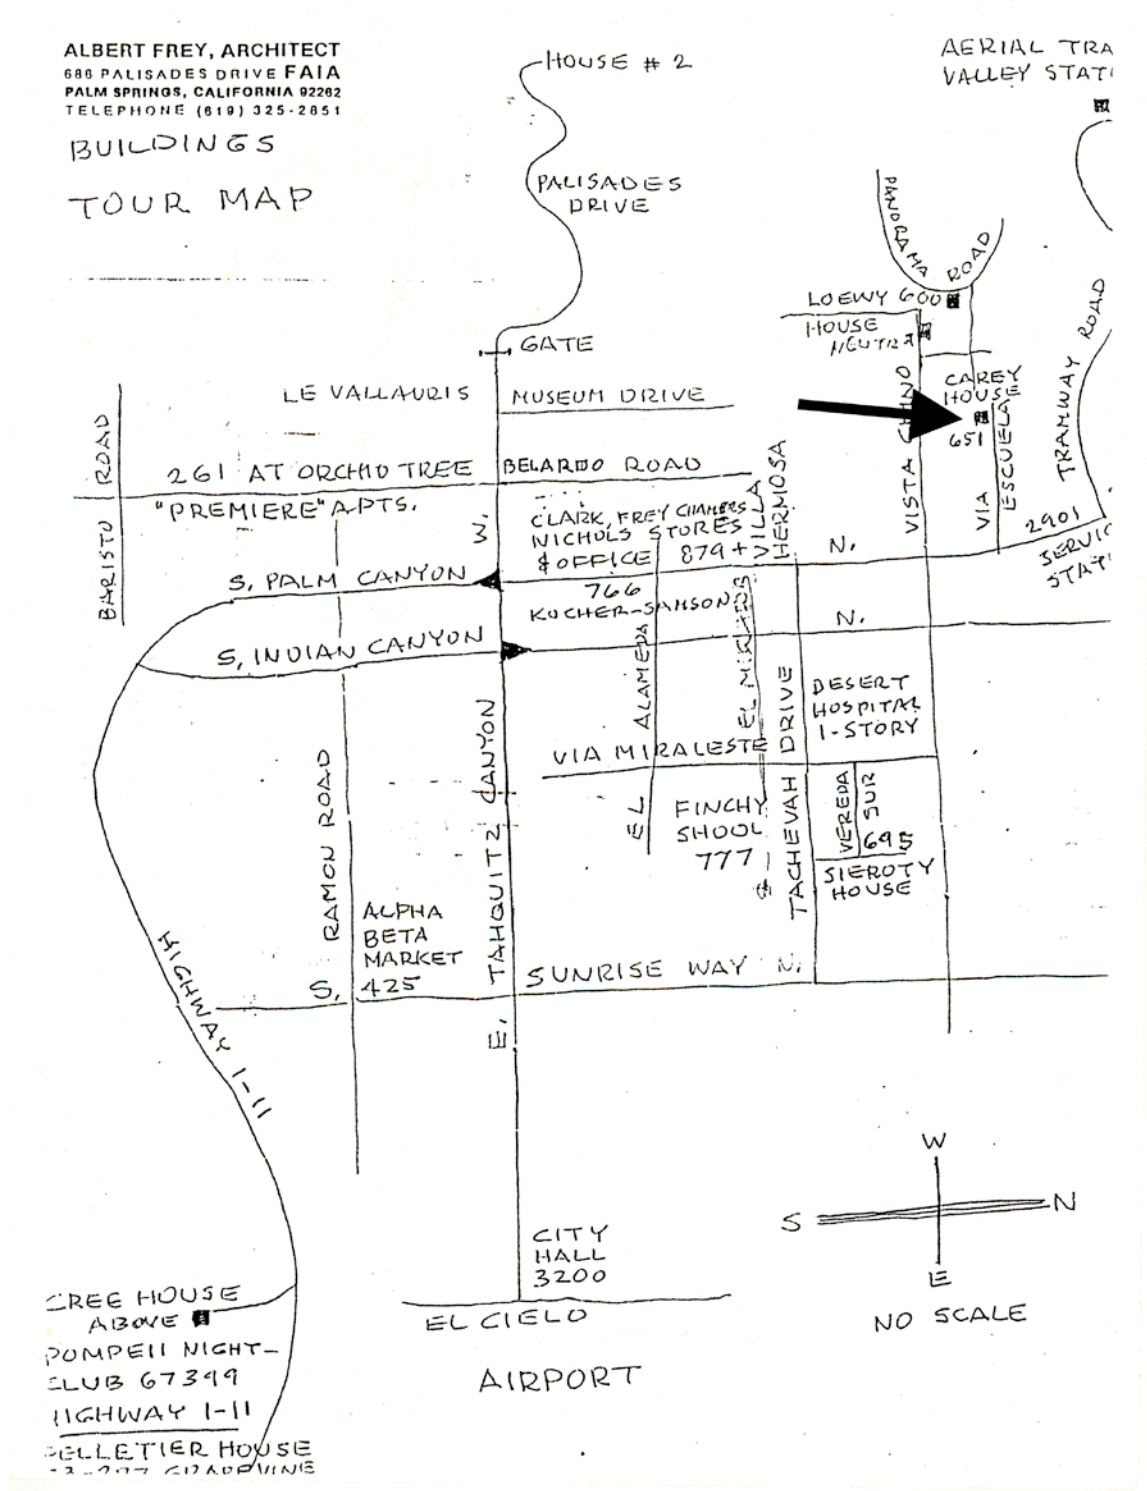 ALBERT FREY, ARCHITECT
686 PALISADES DRIVE FAIA
PALM SPRINGS, CALIFORNIA 92262
TELEPHONE (619) 325-2851
BUILDINGS
TOUR MAP
HOUSE # 2
AERIAL TRA
VALLEY STATI
PALISADES
DRIVE
PANORAMA ROAD
LOEWY 600
HOUSE
NEUTRA
GATE
TRAMWAY ROAD
LE VALLAURIS
MUSEUM DRIVE
CAREY
HOUSE
651
VISTA CHINO
VIA ESCUELA
BARISTO ROAD
261 AT ORCHID TREE
BELARDO ROAD
"PREMIERE" APTS.
W.
CLARK, FREY CHAMBERS
NICHOLS STORES
& OFFICE 879+
VILLA
HERMOSA
2901
SERVIC
STATI
N.
S. PALM CANYON
766
KOCHER-SAMSON
N.
S. INDIAN CANYON
EL ALAMEDA
EL MIRADOR
TACHEVAH DRIVE
DESERT
HOSPITAL
1-STORY
VIA MIRALESTE
RAMON ROAD
E. TAHQUITZ CANYON
FINCHY
SHOOL
777
VEREDA
SUR
695
SIEROTY
HOUSE
ALPHA
BETA
MARKET
425
S.
SUNRISE WAY N.
HIGHWAY 1-11
W
S N
E
NO SCALE
CITY
HALL
3200
EL CIELO
AIRPORT
CREE HOUSE
ABOVE
POMPEII NIGHT-
CLUB 67399
HIGHWAY 1-11
PELLETIER HOUSE
GRAPEVINE